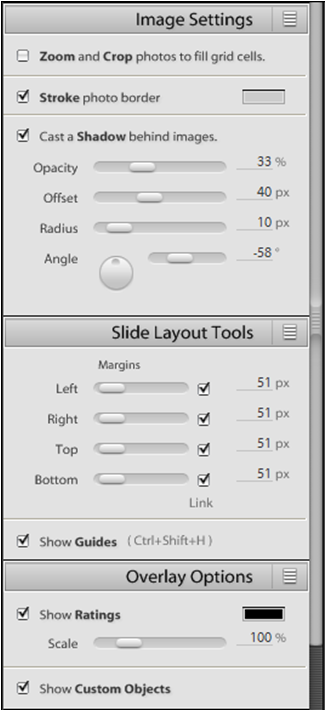 Image Settings
Zoom and Crop photos to fill grid cells.
Stroke photo border
Cast a Shadow behind images.
Opacity 33 %
Offset 40 px
Radius 10 px
Angle -58 °
Slide Layout Tools
Margins
Left 51 px
Right 51 px
Top 51 px
Bottom 51 px
Link
Show Guides (Ctrl+Shift+H)
Overlay Options
Show Ratings
Scale 100 %
Show Custom Objects